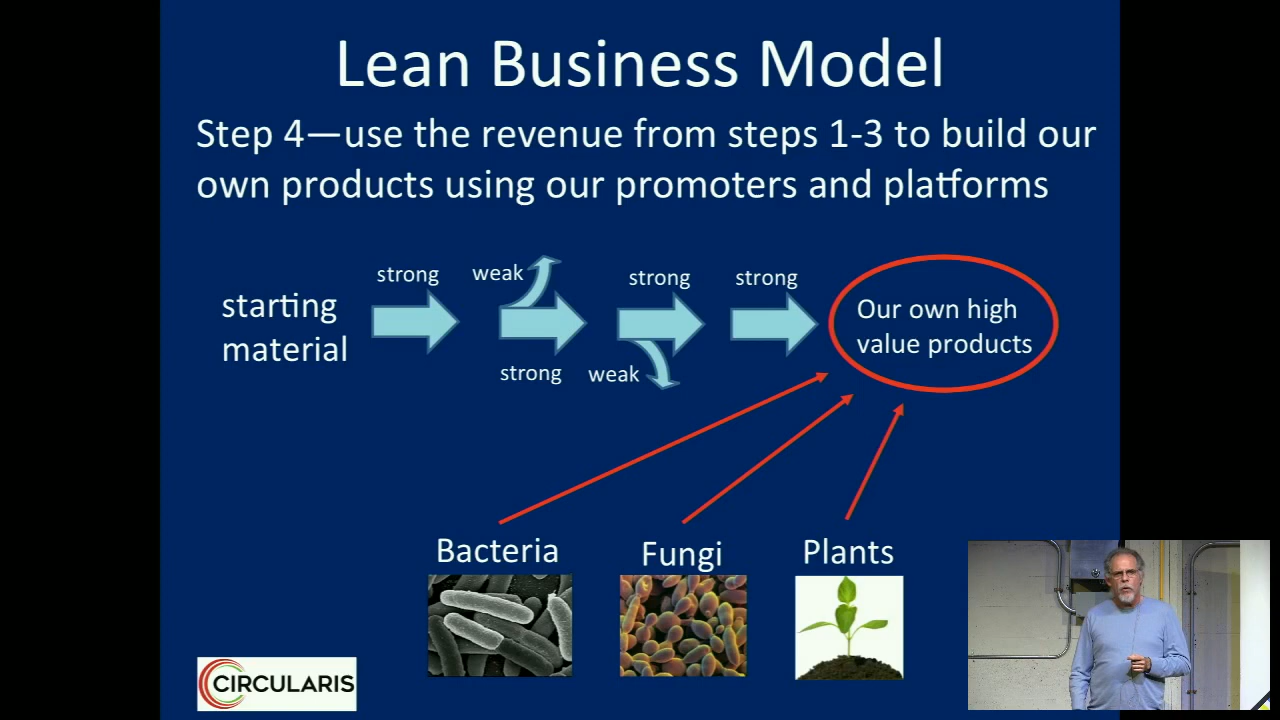 Lean Business Model
Step 4—use the revenue from steps 1-3 to build our
own products using our promoters and platforms
strong
weak
strong
strong
starting
material
Our own high
value products
strong
weak
Bacteria
Fungi
Plants
CIRCULARIS